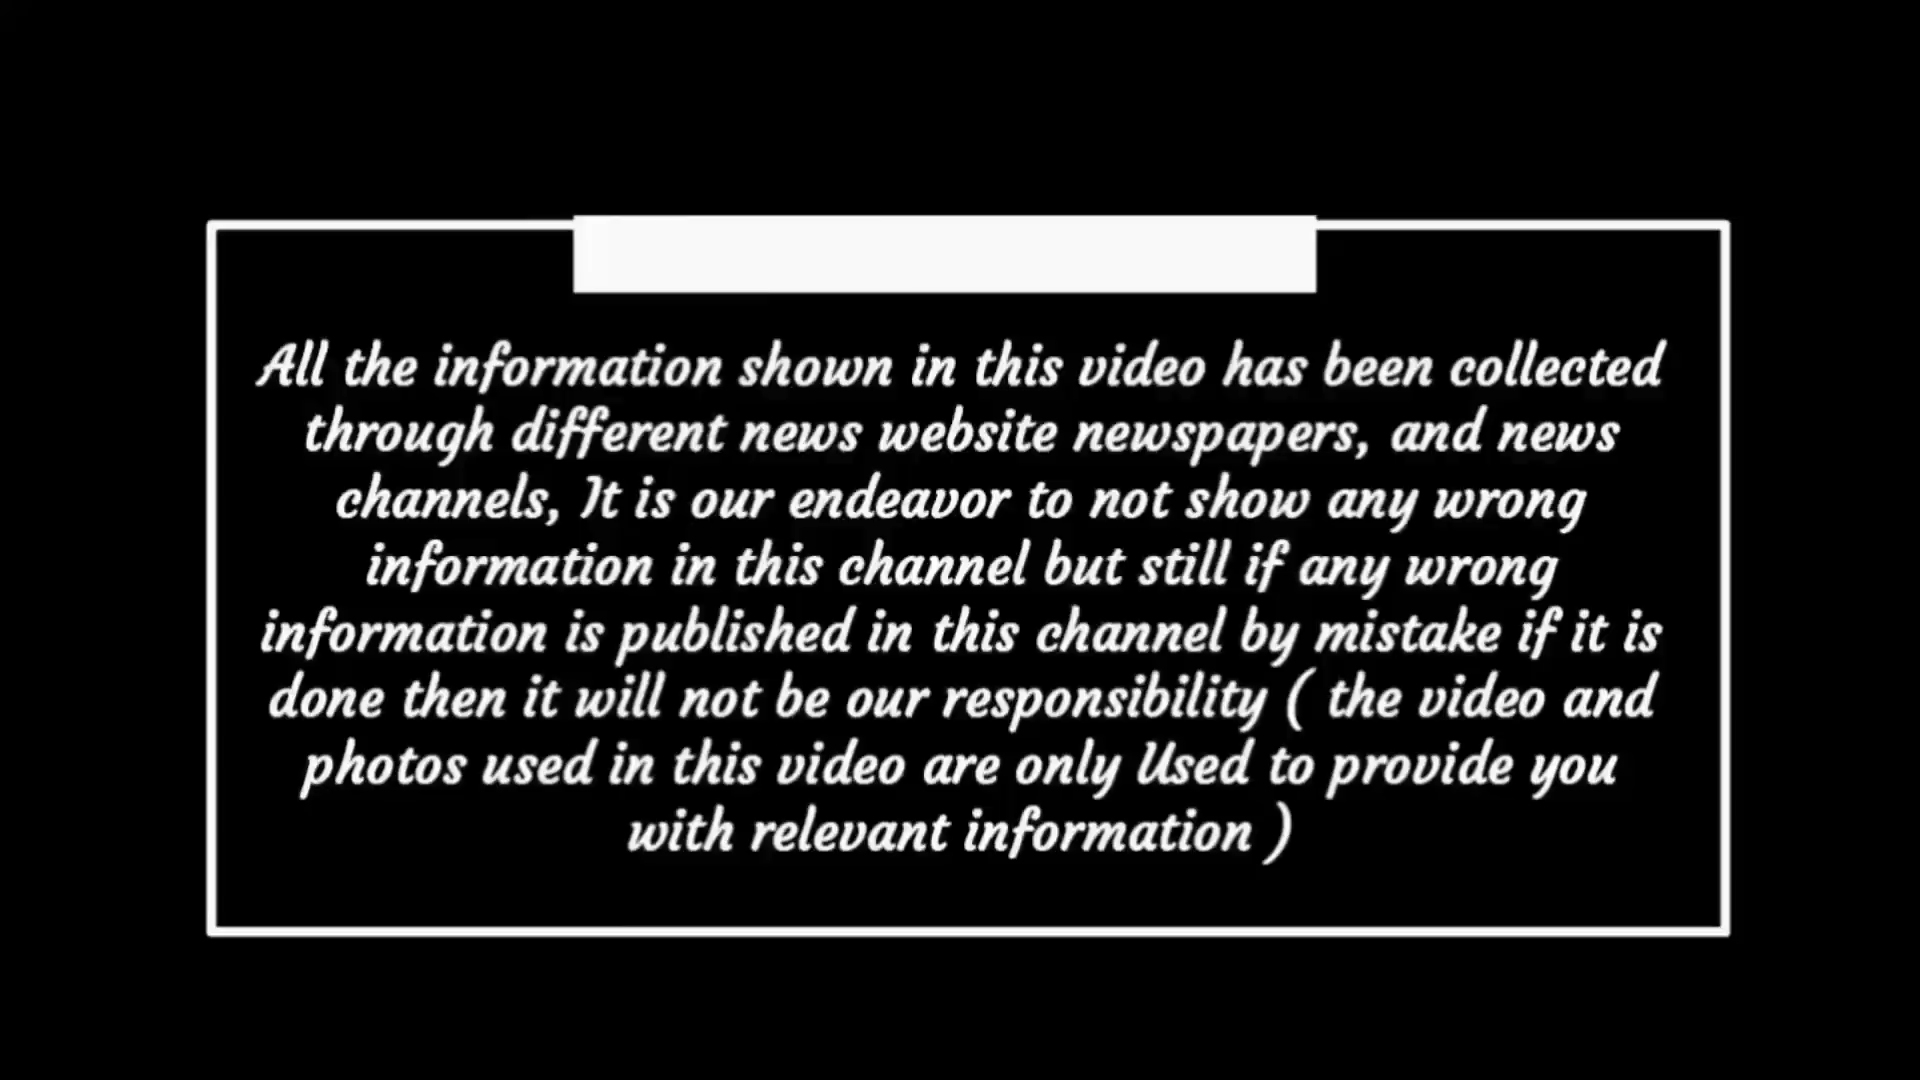 All the information shown in this video has been collected
through different news website newspapers, and news
channels, It is our endeavor to not show any wrong
information in this channel but still if any wrong
information is published in this channel by mistake if it is
done then it will not be our responsibility ( the video and
photos used in this video are only Used to provide you
with relevant information )